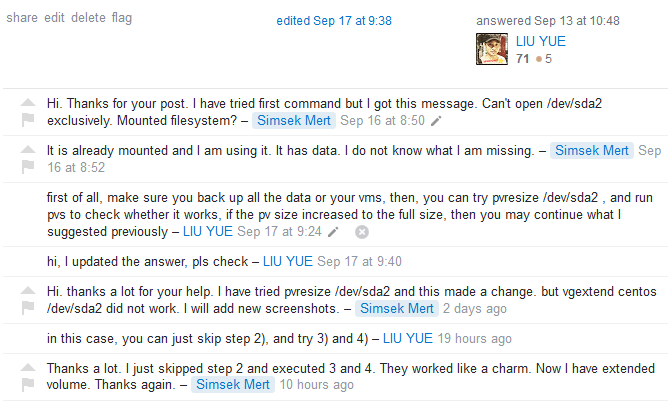 share edit delete flag
edited Sep 17 at 9:38
answered Sep 13 at 10:48
LIU YUE
71 ●5
Hi. Thanks for your post. I have tried first command but I got this message. Can't open /dev/sda2
exclusively. Mounted filesystem? – Simsek Mert Sep 16 at 8:50
It is already mounted and I am using it. It has data. I do not know what I am missing. – Simsek Mert Sep
16 at 8:52
first of all, make sure you back up all the data or your vms, then, you can try pvresize /dev/sda2 , and run
pvs to check whether it works, if the pv size increased to the full size, then you may continue what I
suggested previously – LIU YUE Sep 17 at 9:24
hi, I updated the answer, pls check – LIU YUE Sep 17 at 9:40
Hi. thanks a lot for your help. I have tried pvresize /dev/sda2 and this made a change. but vgextend centos
/dev/sda2 did not work. I will add new screenshots. – Simsek Mert 2 days ago
in this case, you can just skip step 2), and try 3) and 4) – LIU YUE 19 hours ago
Thanks a lot. I just skipped step 2 and executed 3 and 4. They worked like a charm. Now I have extended
volume. Thanks again. – Simsek Mert 10 hours ago